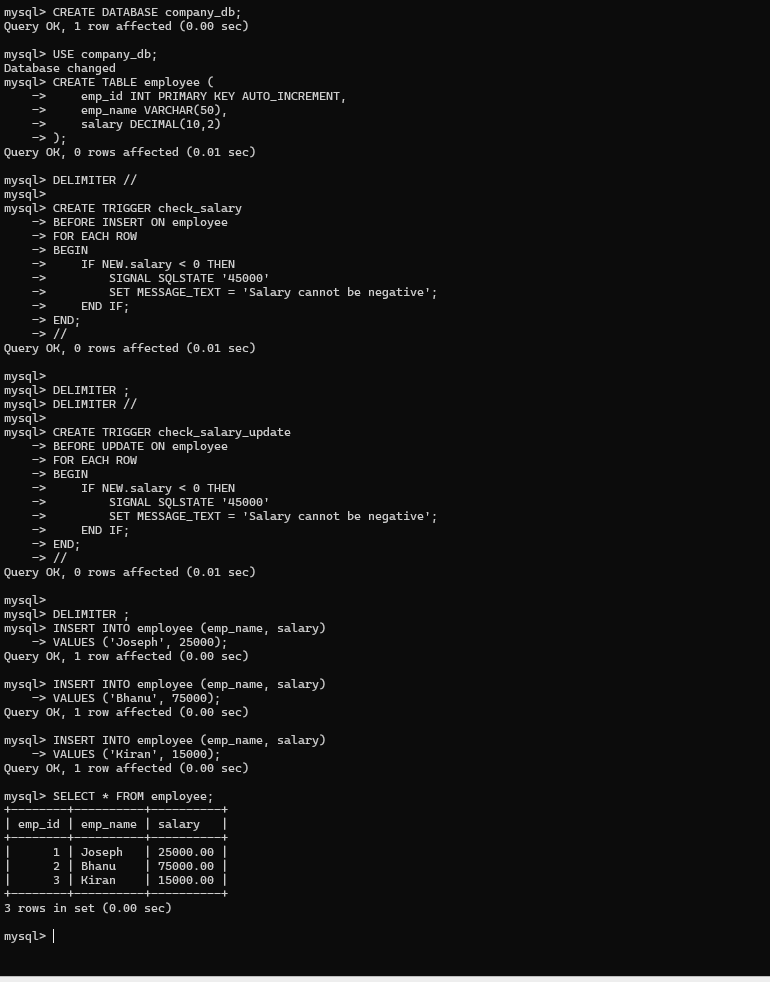 mysql> CREATE DATABASE company_db;
Query OK, 1 row affected (0.00 sec)

mysql> USE company_db;
Database changed
mysql> CREATE TABLE employee (
    ->     emp_id INT PRIMARY KEY AUTO_INCREMENT,
    ->     emp_name VARCHAR(50),
    ->     salary DECIMAL(10,2)
    -> );
Query OK, 0 rows affected (0.01 sec)

mysql> DELIMITER //
mysql>
mysql> CREATE TRIGGER check_salary
    -> BEFORE INSERT ON employee
    -> FOR EACH ROW
    -> BEGIN
    ->     IF NEW.salary < 0 THEN
    ->         SIGNAL SQLSTATE '45000'
    ->         SET MESSAGE_TEXT = 'Salary cannot be negative';
    ->     END IF;
    -> END;
    -> //
Query OK, 0 rows affected (0.01 sec)

mysql>
mysql> DELIMITER ;
mysql> DELIMITER //
mysql>
mysql> CREATE TRIGGER check_salary_update
    -> BEFORE UPDATE ON employee
    -> FOR EACH ROW
    -> BEGIN
    ->     IF NEW.salary < 0 THEN
    ->         SIGNAL SQLSTATE '45000'
    ->         SET MESSAGE_TEXT = 'Salary cannot be negative';
    ->     END IF;
    -> END;
    -> //
Query OK, 0 rows affected (0.01 sec)

mysql>
mysql> DELIMITER ;
mysql> INSERT INTO employee (emp_name, salary)
    -> VALUES ('Joseph', 25000);
Query OK, 1 row affected (0.00 sec)

mysql> INSERT INTO employee (emp_name, salary)
    -> VALUES ('Bhanu', 75000);
Query OK, 1 row affected (0.00 sec)

mysql> INSERT INTO employee (emp_name, salary)
    -> VALUES ('Kiran', 15000);
Query OK, 1 row affected (0.00 sec)

mysql> SELECT * FROM employee;
+--------+----------+----------+
| emp_id | emp_name | salary   |
+--------+----------+----------+
|      1 | Joseph   | 25000.00 |
|      2 | Bhanu    | 75000.00 |
|      3 | Kiran    | 15000.00 |
+--------+----------+----------+
3 rows in set (0.00 sec)

mysql>